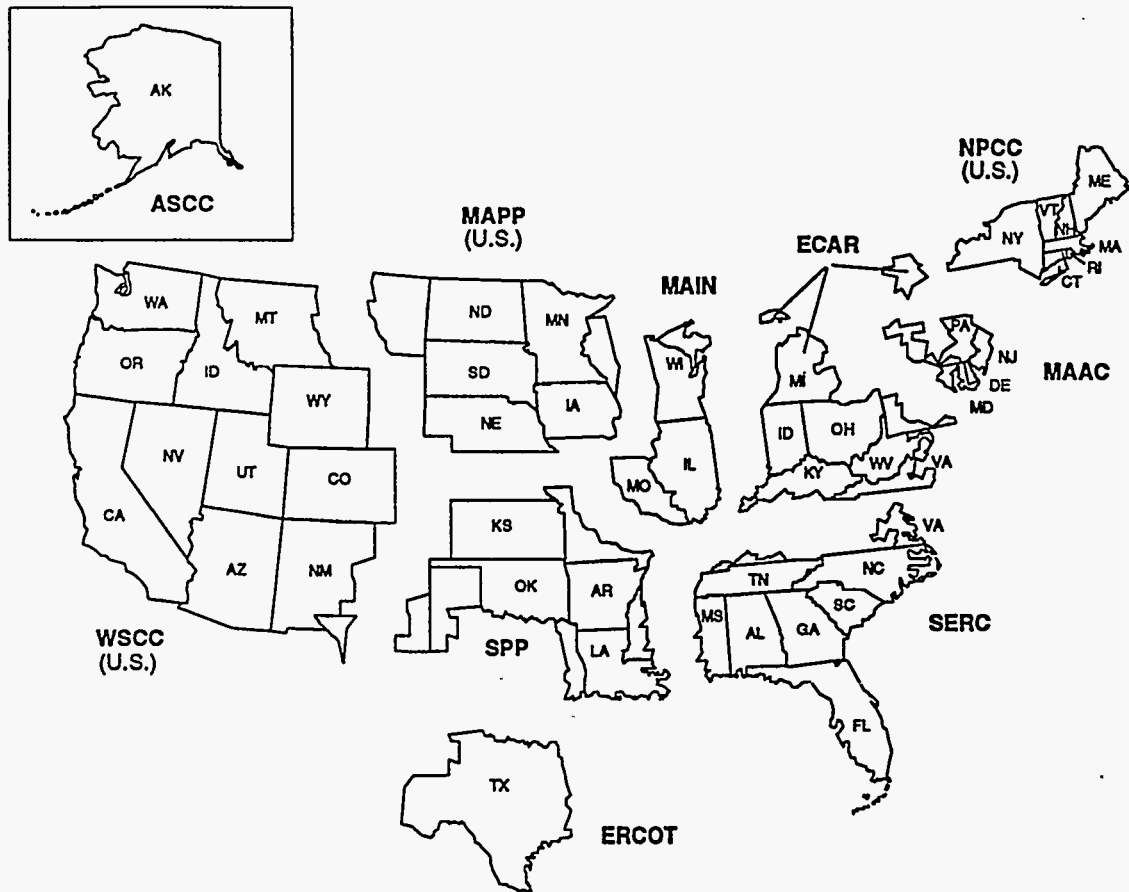 AK
ASCC
NPCC
(U.S.)
ME
VT
NH
NY
MA
RI
CT
MAPP
(U.S.)
ECAR
MAIN
WA
MT
ND
MN
OR
ID
WY
SD
IA
NE
WI
MI
PA
NJ
DE
MD
MAAC
NV
UT
CO
CA
AZ
NM
MO
IL
ID
OH
KY
WV
VA
KS
OK
AR
LA
VA
TN
NC
SC
MS
AL
GA
SERC
WSCC
(U.S.)
SPP
FL
TX
ERCOT